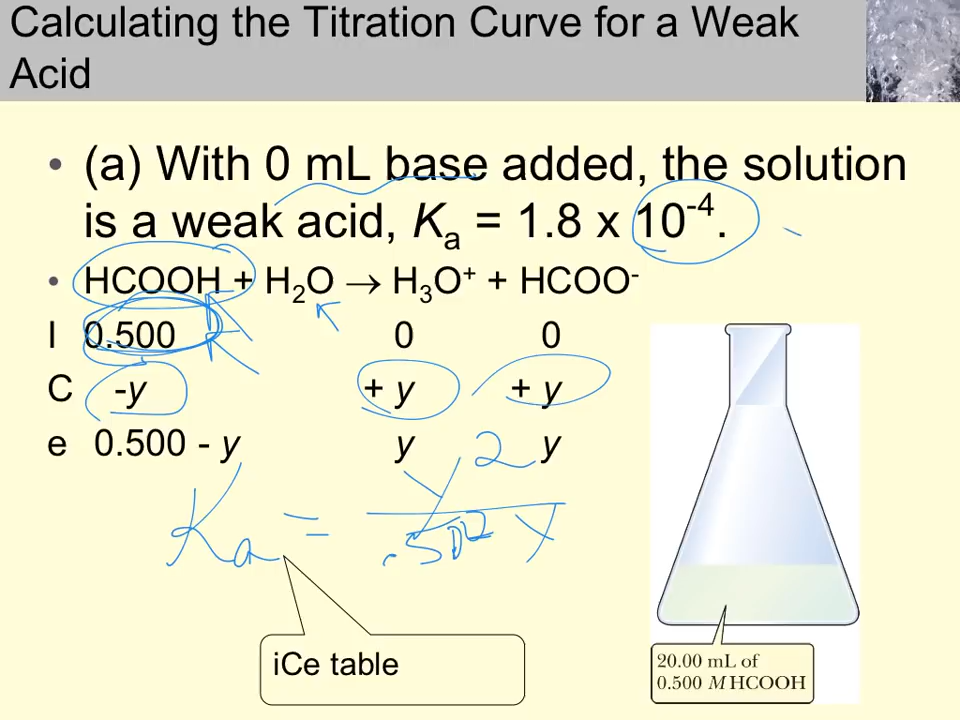 Calculating the Titration Curve for a Weak
Acid
• (a) With 0 mL base added, the solution
is a weak acid, Ka = 1.8 x 10-4.
• HCOOH + H2O → H3O+ + HCOO-
I 0.500 0 0
C -y + y + y
e 0.500 - y y y
Ka = y2
iCe table
20.00 mL of
0.500 M HCOOH